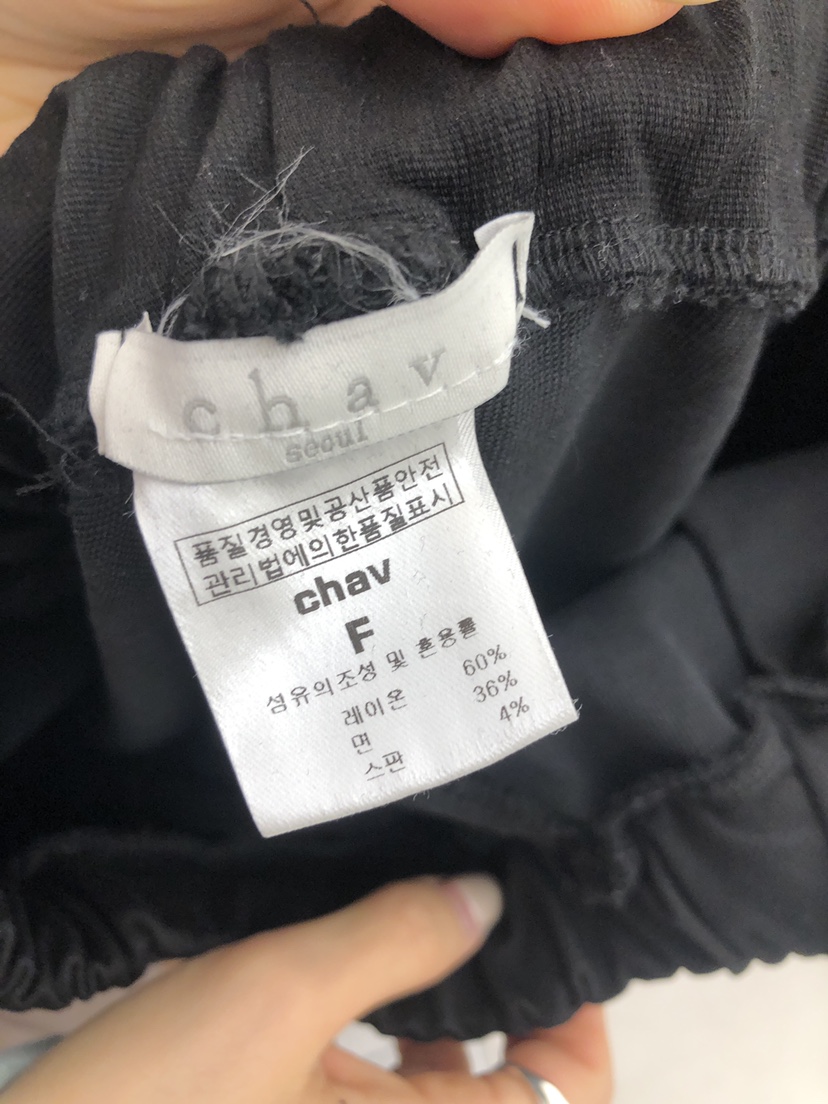 chav
seoul
품질경영및공산품안전
관리법에의한품질표시
chav
F
섬유의조성 및 혼용률
레이온 60%
면 36%
스판 4%